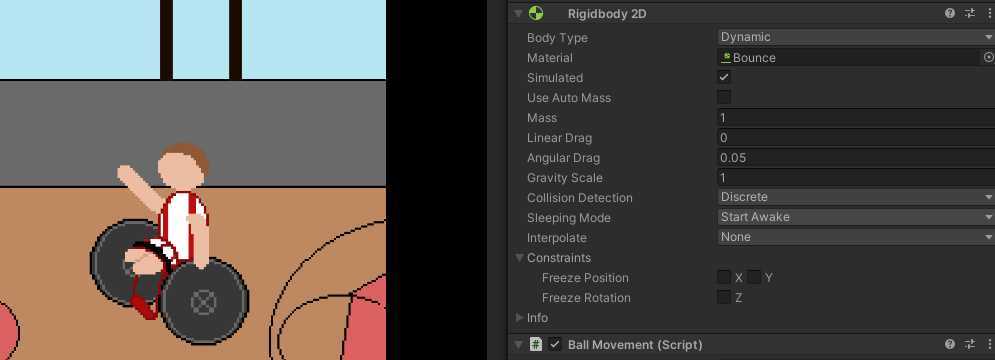 Rigidbody 2D
Body Type Dynamic
Material Bounce
Simulated
Use Auto Mass
Mass 1
Linear Drag 0
Angular Drag 0.05
Gravity Scale 1
Collision Detection Discrete
Sleeping Mode Start Awake
Interpolate None
Constraints
Freeze Position X Y
Freeze Rotation Z
Info
# Ball Movement (Script)